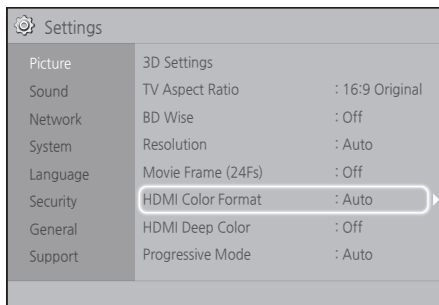 Settings
Picture
Sound
Network
System
Language
Security
General
Support
3D Settings
TV Aspect Ratio : 16:9 Original
BD Wise : Off
Resolution : Auto
Movie Frame (24Fs) : Off
HDMI Color Format : Auto
HDMI Deep Color : Off
Progressive Mode : Auto